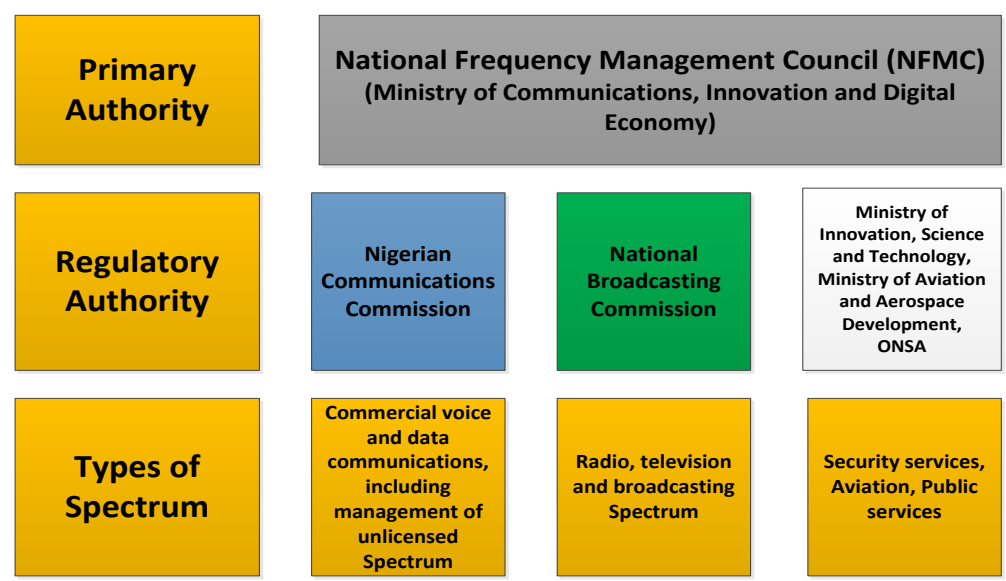 Primary
Authority
National Frequency Management Council (NFMC)
(Ministry of Communications, Innovation and Digital
Economy)
Regulatory
Authority
Nigerian
Communications
Commission
National
Broadcasting
Commission
Ministry of
Innovation, Science
and Technology,
Ministry of Aviation
and Aerospace
Development,
ONSA
Types of
Spectrum
Commercial voice
and data
communications,
including
management of
unlicensed
Spectrum
Radio, television
and broadcasting
Spectrum
Security services,
Aviation, Public
services